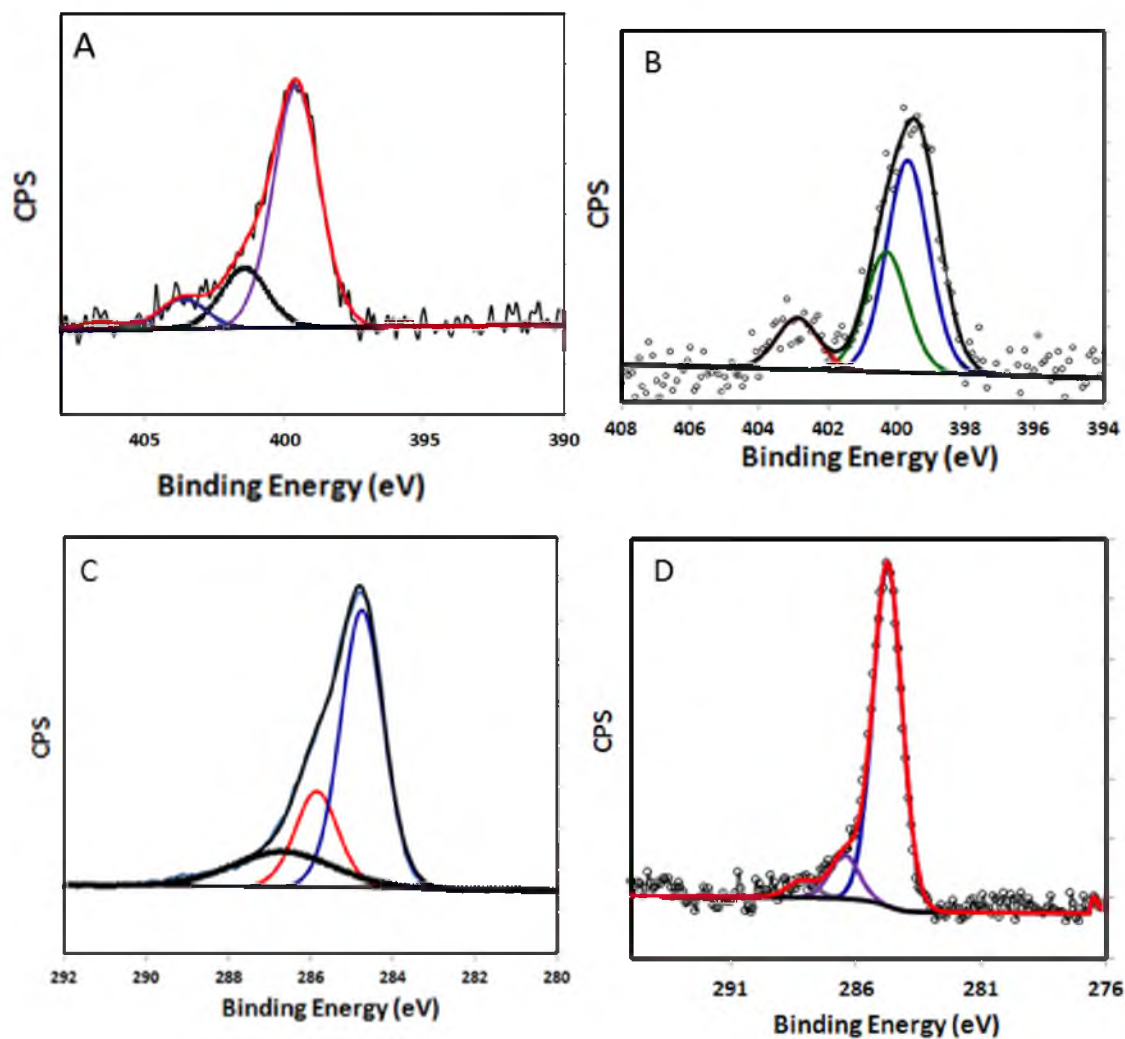 A
CPS
405 400 395 390
Binding Energy (eV)
B
CPS
408 406 404 402 400 398 396 394
Binding Energy (eV)
C
CPS
292 290 288 286 284 282 280
Binding Energy (eV)
D
CPS
291 286 281 276
Binding Energy (eV)